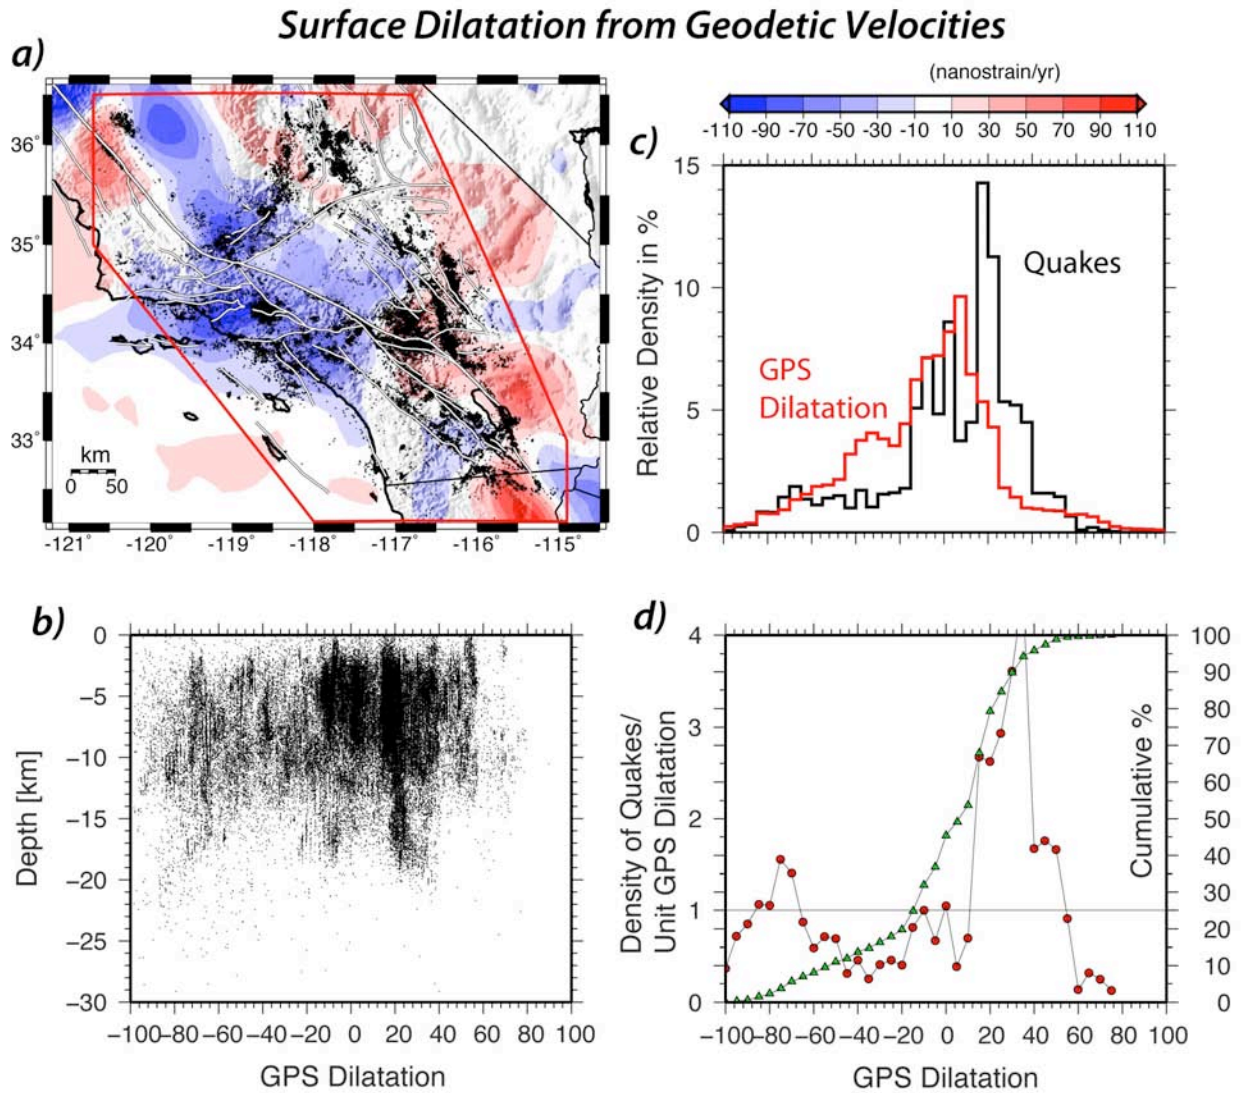 Surface Dilatation from Geodetic Velocities
a)
(nanostrain/yr)
-110 -90 -70 -50 -30 -10 10 30 50 70 90 110
36°
35°
34°
33°
km
0 50
-121° -120° -119° -118° -117° -116° -115°
c)
15
10
5
0
Relative Density in %
Quakes
GPS
Dilatation
b)
0
−5
−10
−15
−20
−25
−30
Depth [km]
−100 −80 −60 −40 −20 0 20 40 60 80 100
GPS Dilatation
d)
4
3
2
1
0
Density of Quakes/
Unit GPS Dilatation
100
90
80
70
60
50
40
30
20
10
0
Cumulative %
−100 −80 −60 −40 −20 0 20 40 60 80 100
GPS Dilatation